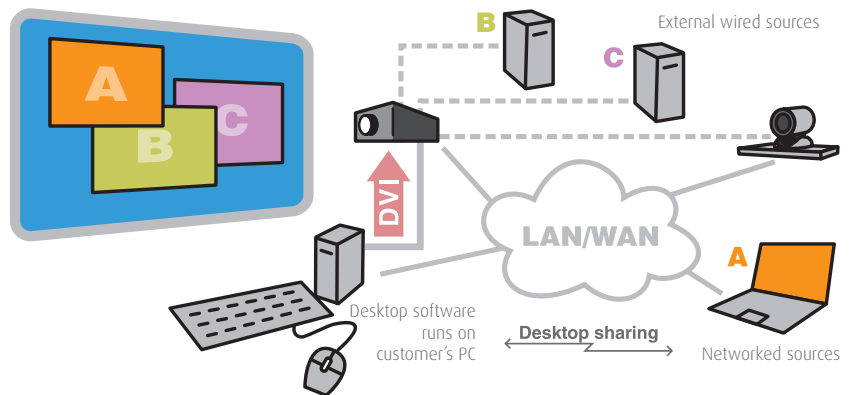 B
External wired sources
C
A
C
B
DVI
LAN/WAN
A
Desktop software
runs on
customer's PC
Desktop sharing
Networked sources